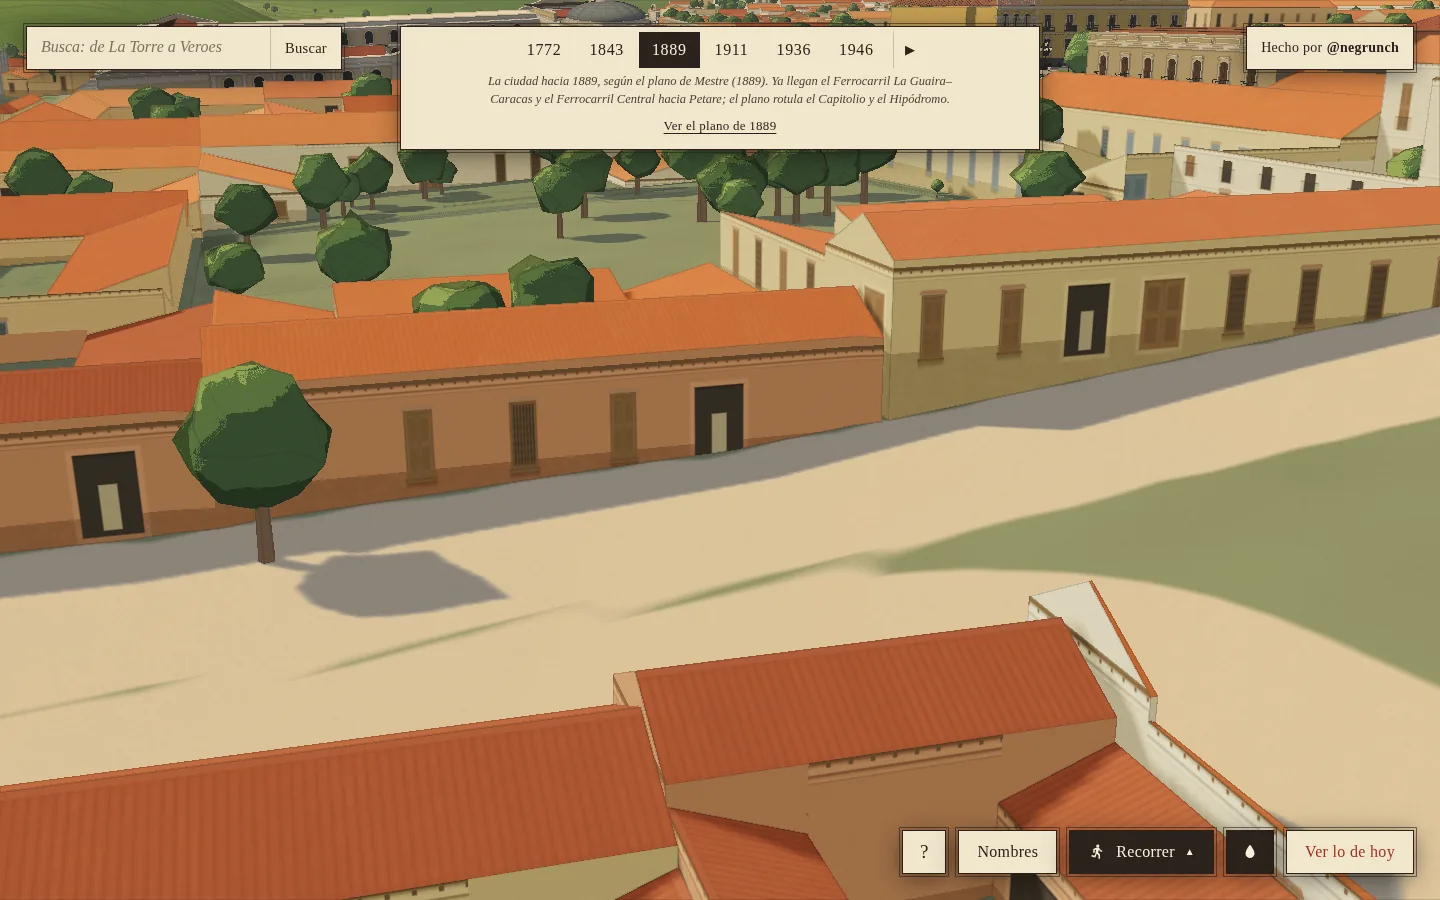 Busca: de La Torre a Veroes
Buscar
1772 1843 1889 1911 1936 1946 ▶
La ciudad hacia 1889, según el plano de Mestre (1889). Ya llegan el Ferrocarril La Guaira–
Caracas y el Ferrocarril Central hacia Petare; el plano rotula el Capitolio y el Hipódromo.
Ver el plano de 1889
Hecho por @negrunch
?
Nombres
Recorrer ▲
Ver lo de hoy